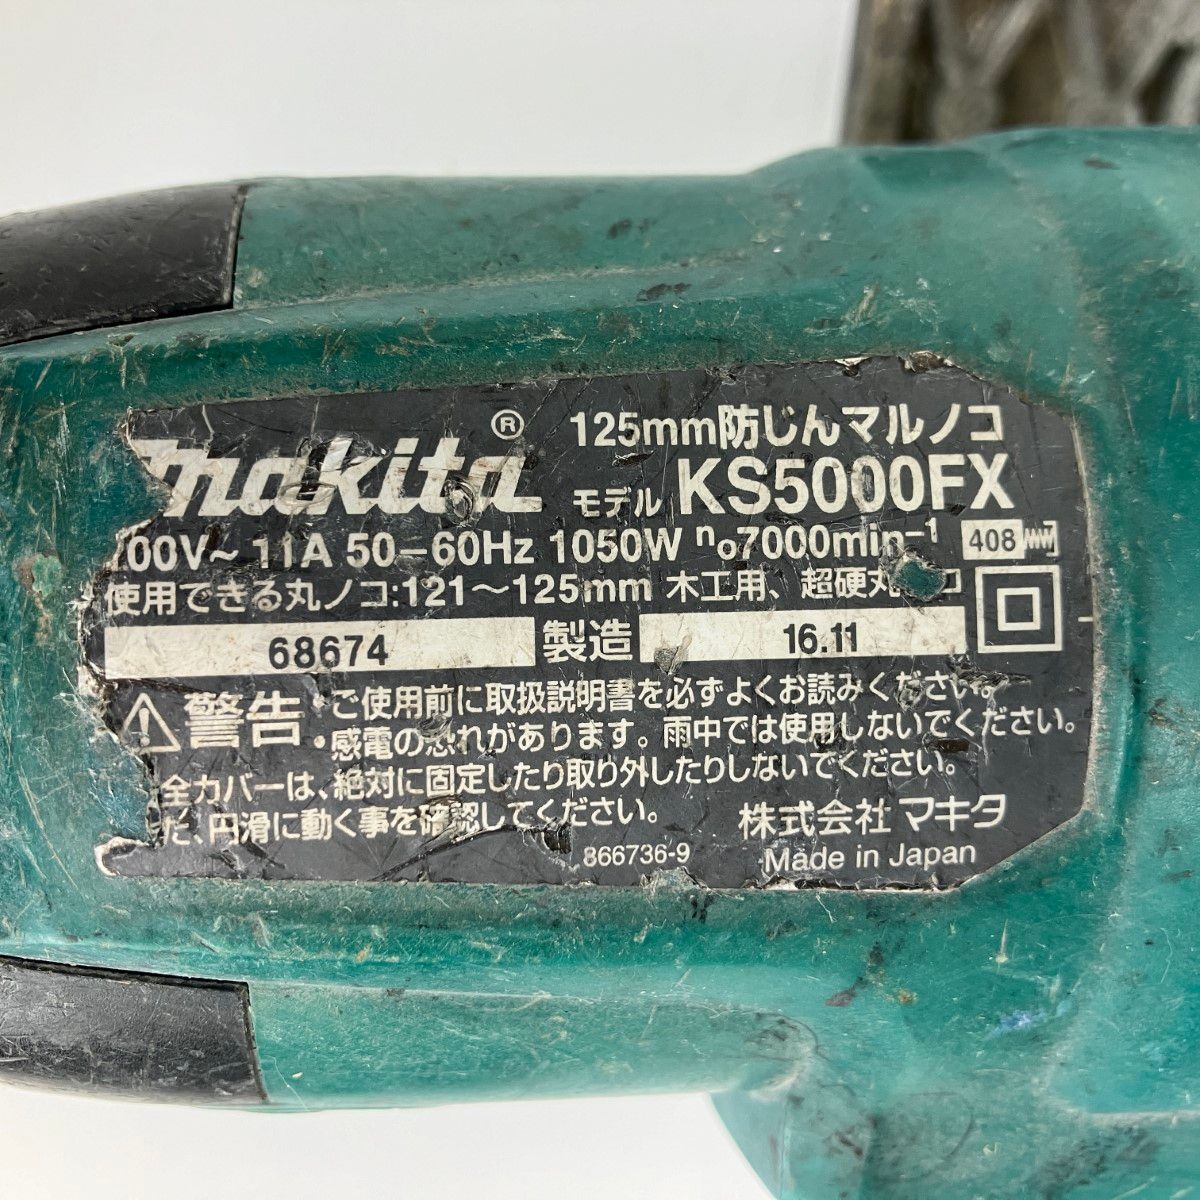 makita®
125mm防じんマルノコ
モデル KS5000FX
00V~ 11A 50-60Hz 1050W n₀7000min⁻¹ 408
使用できる丸ノコ:121～125mm 木工用、超硬丸 コ
68674 製造 16.11
警告: ご使用前に取扱説明書を必ずよくお読みください。
感電の恐れがあります。雨中では使用しないでください。
全カバーは、絶対に固定したり取り外したりしないでください。
だ、円滑に動く事を確認してください。
株式会社 マキタ
866736-9 Made in Japan